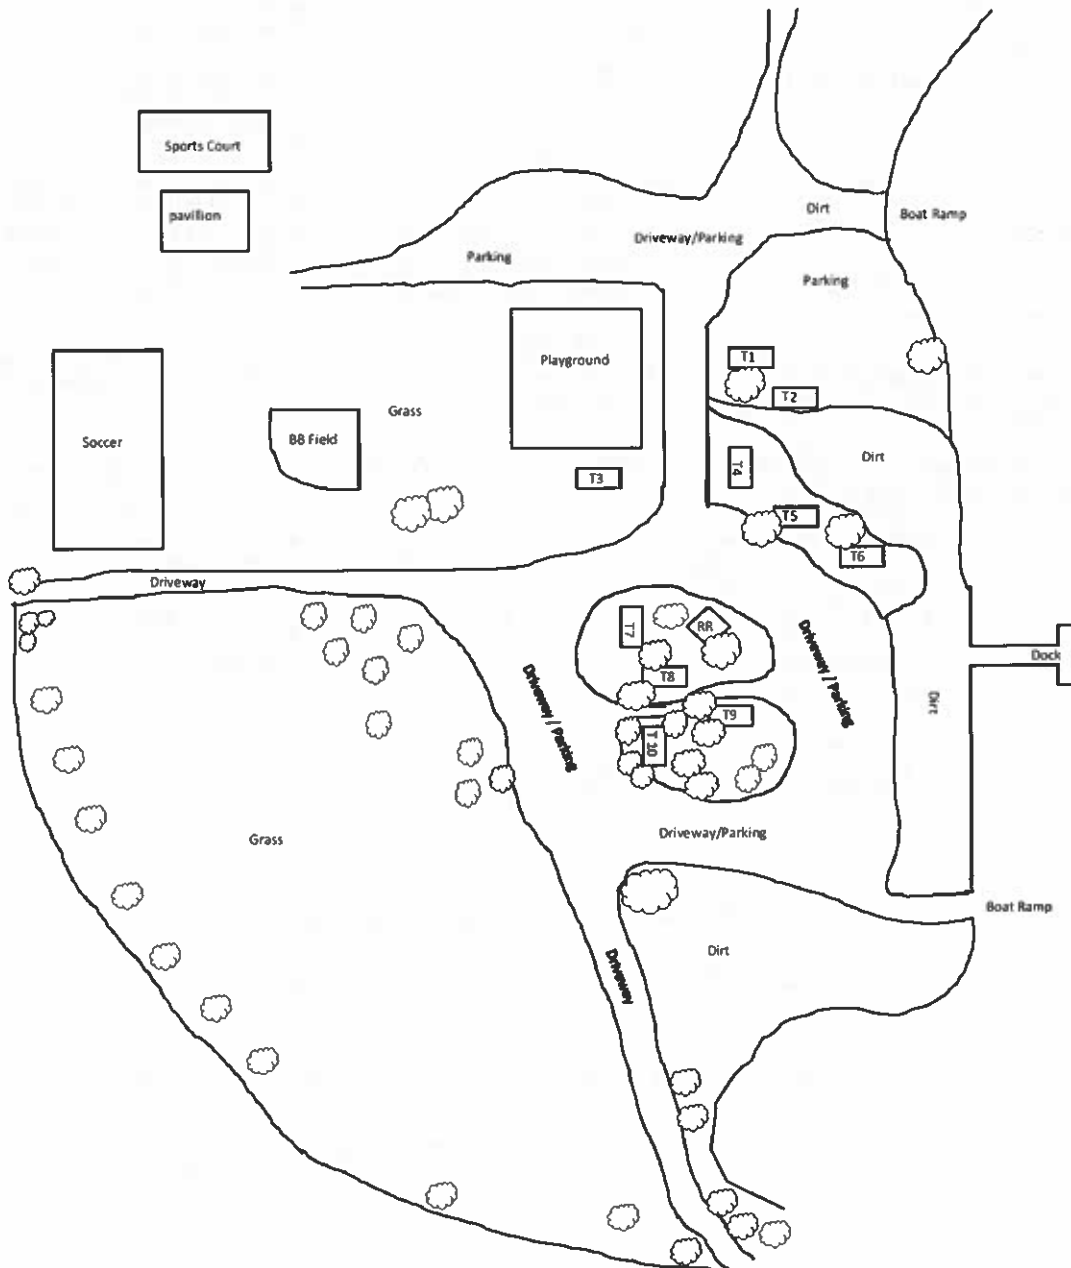 Sports Court
pavillion
Dirt
Boat Ramp
Driveway/Parking
Parking
Parking
T1
Playground
T2
Grass
Soccer
BB Field
Dirt
T4
T3
T5
T6
Driveway
T7
RR
Driveway / Parking
Dock
T8
Dirt
Driveway / Parking
T9
T 10
Driveway/Parking
Grass
Boat Ramp
Dirt
Driveway